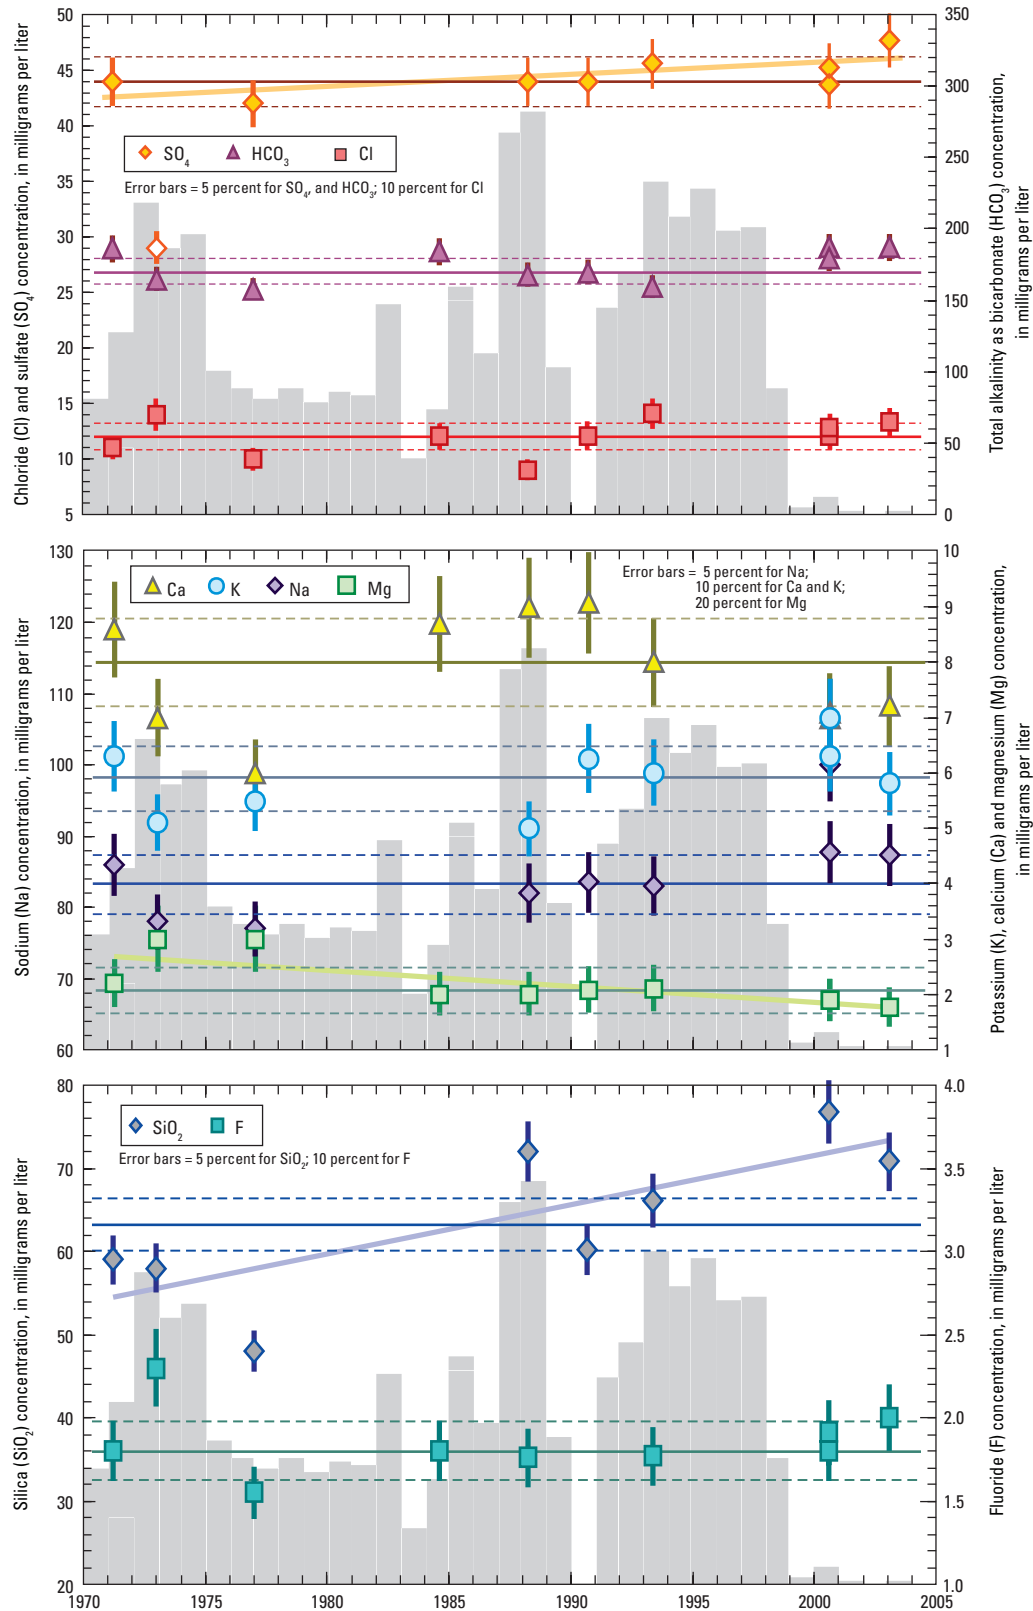 50
45
40
35
30
25
20
15
10
5
Chloride (Cl) and sulfate (SO4) concentration, in milligrams per liter
SO4 HCO3 Cl
Error bars = 5 percent for SO4, and HCO3; 10 percent for Cl
350
300
250
200
150
100
50
0
Total alkalinity as bicarbonate (HCO3) concentration,
in milligrams per liter
130
120
110
100
90
80
70
60
Sodium (Na) concentration, in milligrams per liter
Ca K Na Mg
Error bars = 5 percent for Na;
10 percent for Ca and K;
20 percent for Mg
10
9
8
7
6
5
4
3
2
1
Potassium (K), calcium (Ca) and magnesium (Mg) concentration,
in milligrams per liter
80
70
60
50
40
30
20
Silica (SiO2) concentration, in milligrams per liter
SiO2 F
Error bars = 5 percent for SiO2; 10 percent for F
4.0
3.5
3.0
2.5
2.0
1.5
1.0
Fluoride (F) concentration, in milligrams per liter
1970 1975 1980 1985 1990 1995 2000 2005